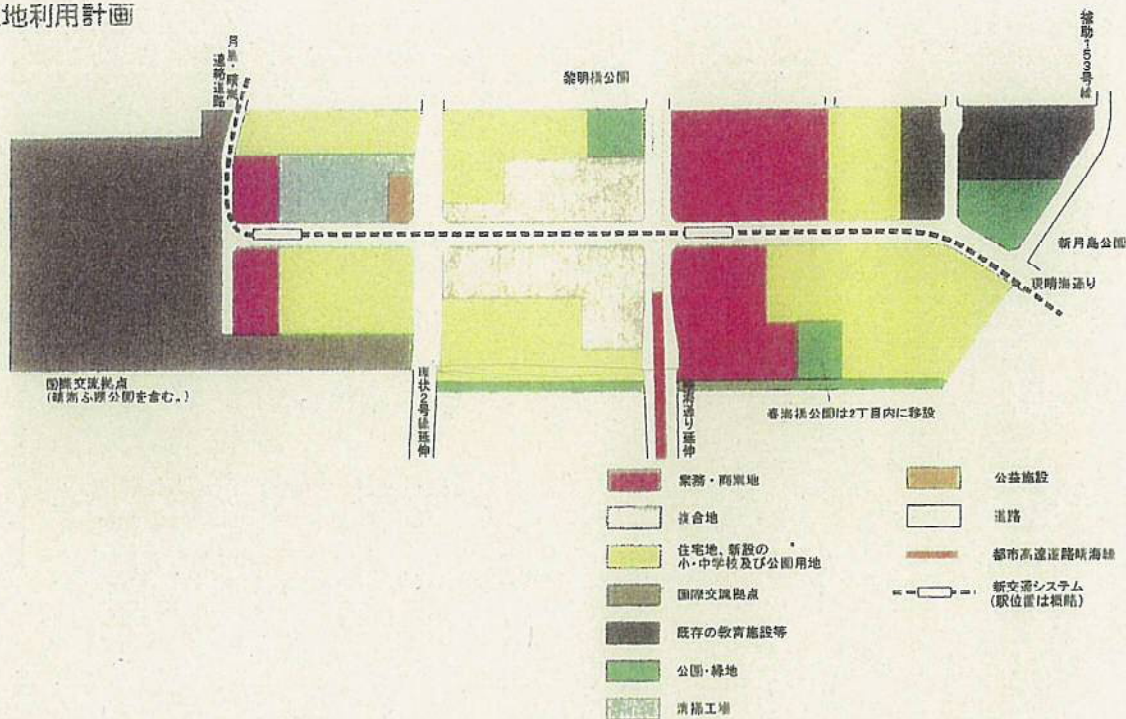 地利用計画
月島・晴海
連絡道路
黎明橋公園
補助153号線
新月島公園
現晴海通り
国際交流拠点
(晴海ふ頭公園を含む。)
環状2号線延伸
晴海通り延伸
春海橋公園は2丁目内に移設
業務・商業地
複合地
住宅地、新設の
小・中学校及び公園用地
国際交流拠点
既存の教育施設等
公園・緑地
清掃工場
公益施設
道路
都市高速道路晴海線
新交通システム
(駅位置は概略)